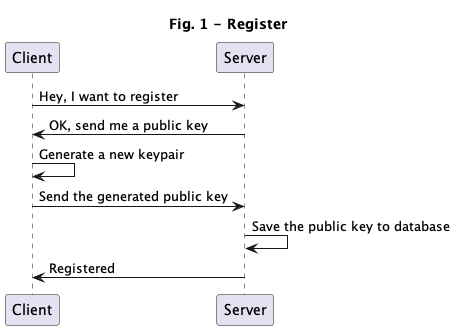 Fig. 1 - Register
Client Server
Hey, I want to register
OK, send me a public key
Generate a new keypair
Send the generated public key
Save the public key to database
Registered
Client Server